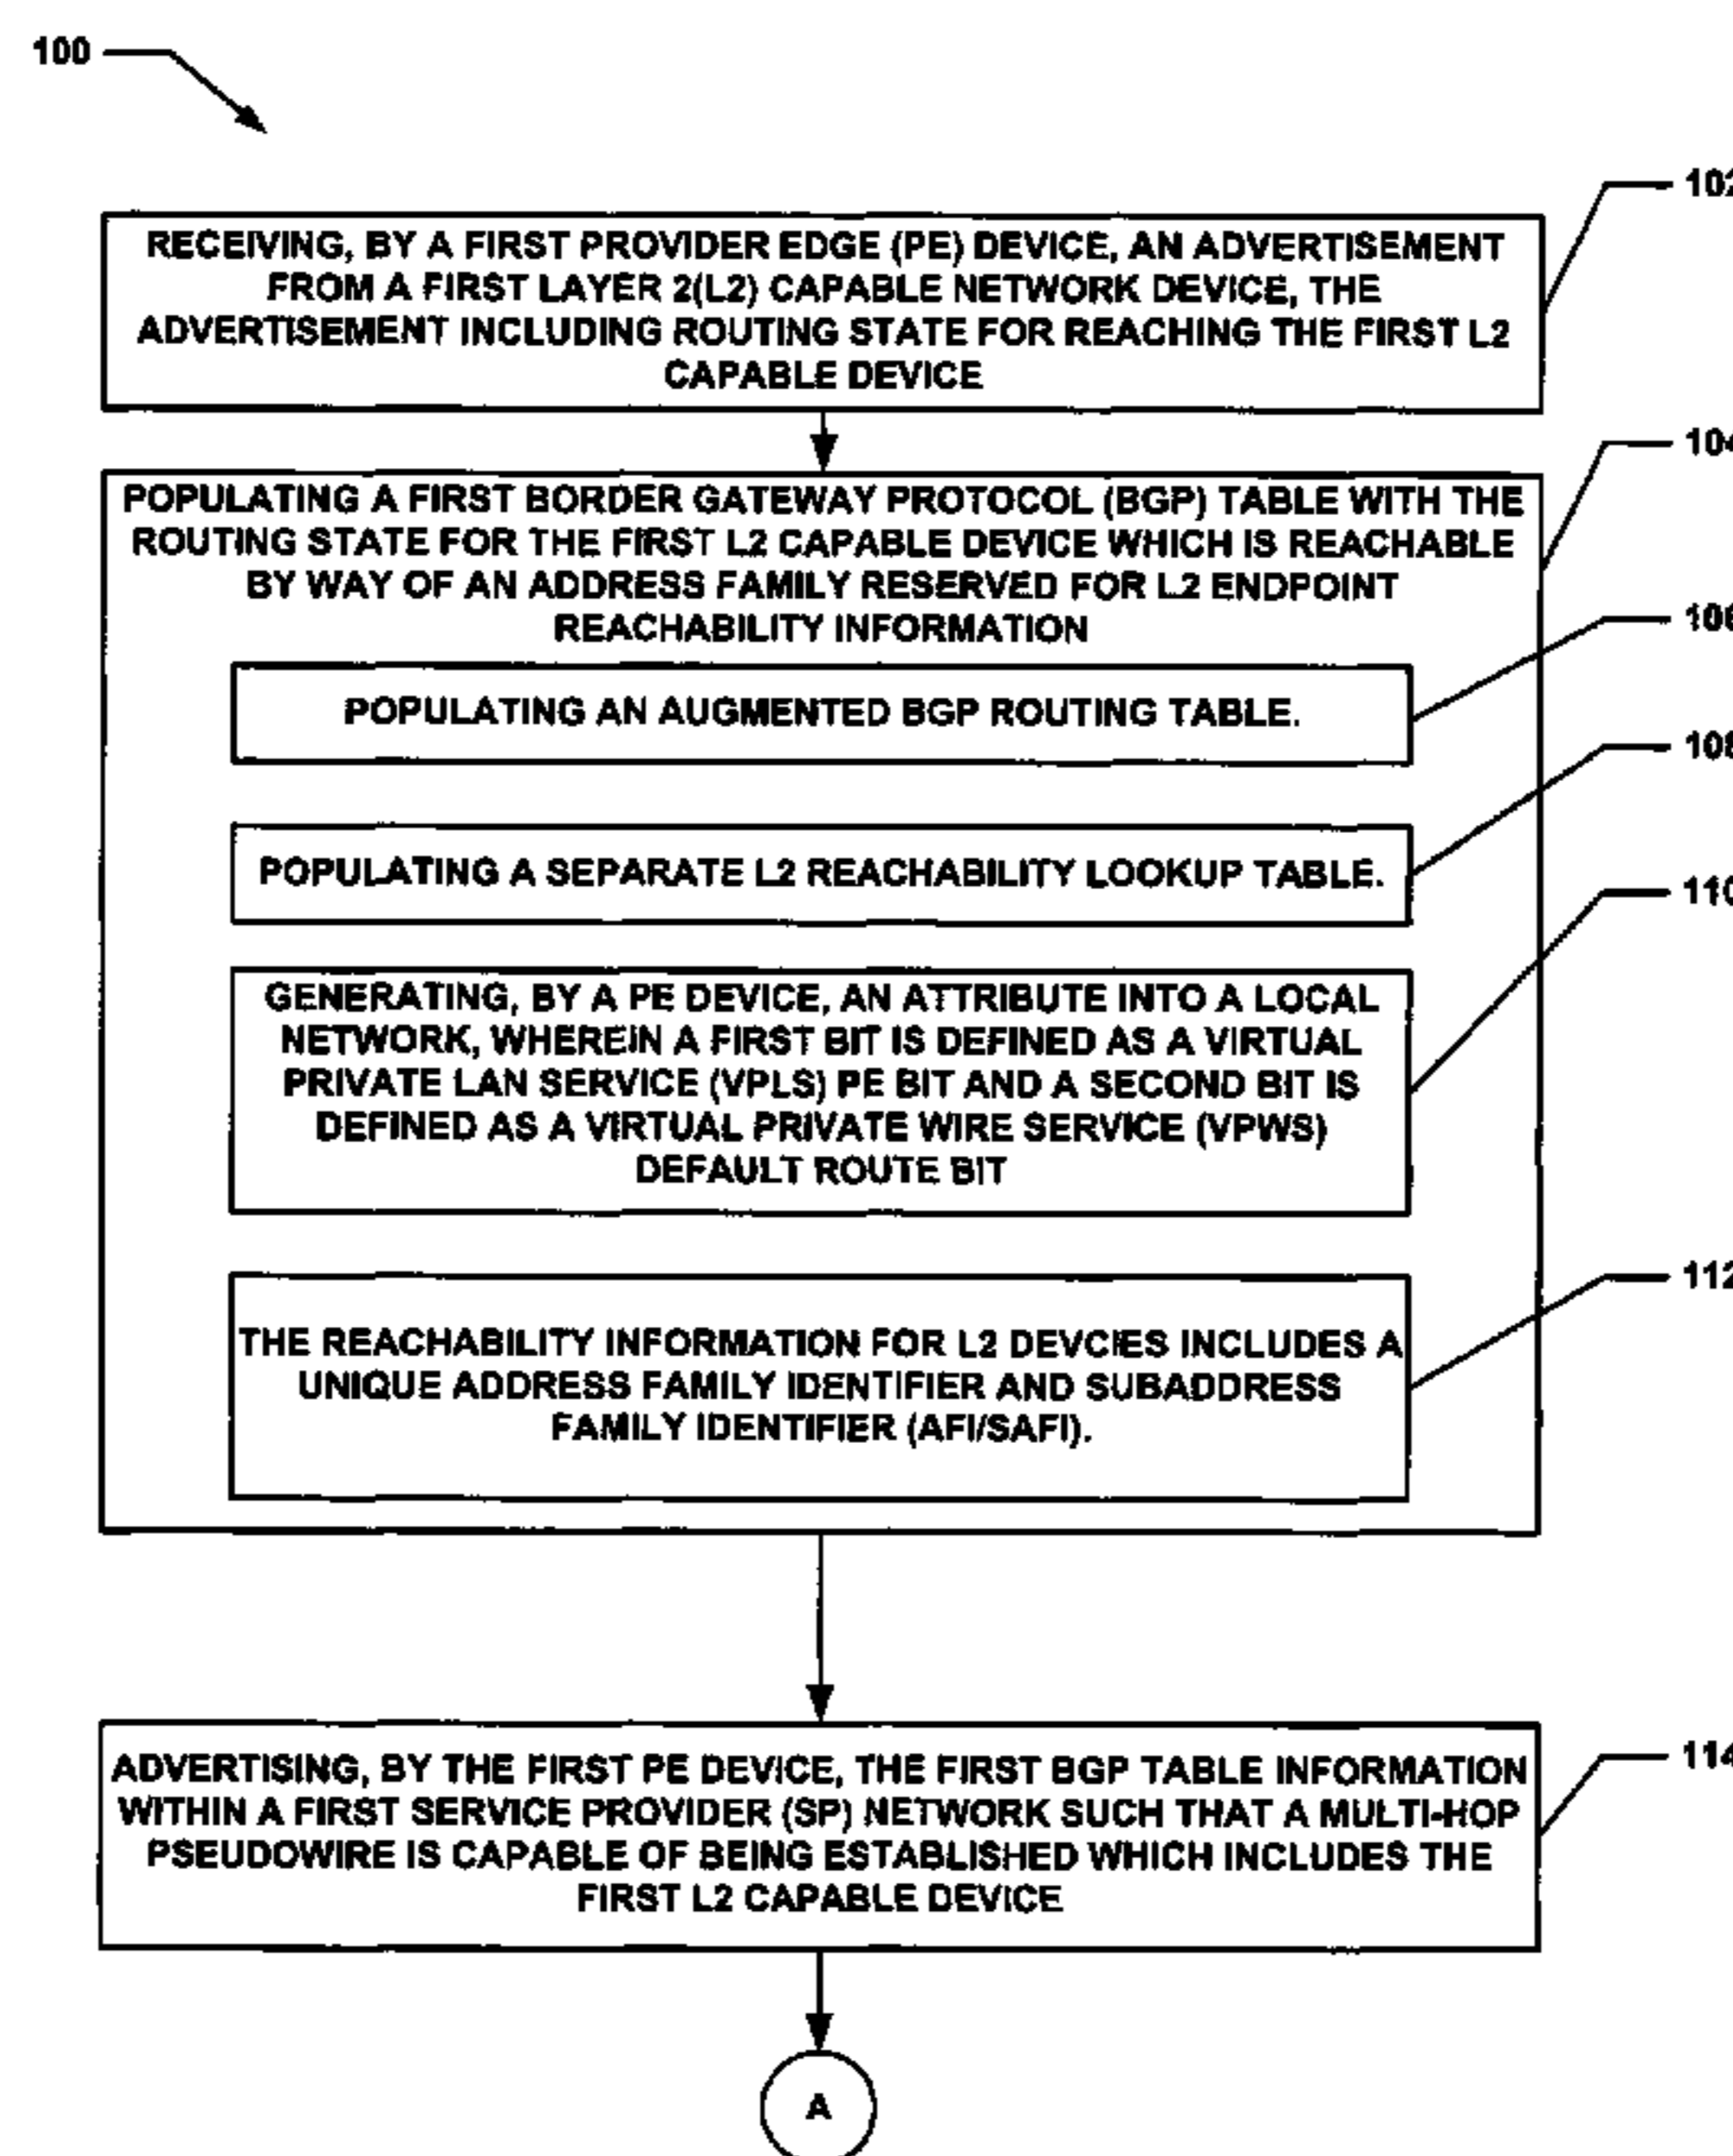 100
RECEIVING, BY A FIRST PROVIDER EDGE (PE) DEVICE, AN ADVERTISEMENT
FROM A FIRST LAYER 2(L2) CAPABLE NETWORK DEVICE, THE
ADVERTISEMENT INCLUDING ROUTING STATE FOR REACHING THE FIRST L2
CAPABLE DEVICE
102
POPULATING A FIRST BORDER GATEWAY PROTOCOL (BGP) TABLE WITH THE
ROUTING STATE FOR THE FIRST L2 CAPABLE DEVICE WHICH IS REACHABLE
BY WAY OF AN ADDRESS FAMILY RESERVED FOR L2 ENDPOINT
REACHABILITY INFORMATION
104
POPULATING AN AUGMENTED BGP ROUTING TABLE.
106
POPULATING A SEPARATE L2 REACHABILITY LOOKUP TABLE.
108
GENERATING, BY A PE DEVICE, AN ATTRIBUTE INTO A LOCAL
NETWORK, WHEREIN A FIRST BIT IS DEFINED AS A VIRTUAL
PRIVATE LAN SERVICE (VPLS) PE BIT AND A SECOND BIT IS
DEFINED AS A VIRTUAL PRIVATE WIRE SERVICE (VPWS)
DEFAULT ROUTE BIT
110
THE REACHABILITY INFORMATION FOR L2 DEVCIES INCLUDES A
UNIQUE ADDRESS FAMILY IDENTIFIER AND SUBADDRESS
FAMILY IDENTIFIER (AFI/SAFI).
112
ADVERTISING, BY THE FIRST PE DEVICE, THE FIRST BGP TABLE INFORMATION
WITHIN A FIRST SERVICE PROVIDER (SP) NETWORK SUCH THAT A MULTI-HOP
PSEUDOWIRE IS CAPABLE OF BEING ESTABLISHED WHICH INCLUDES THE
FIRST L2 CAPABLE DEVICE
114
A